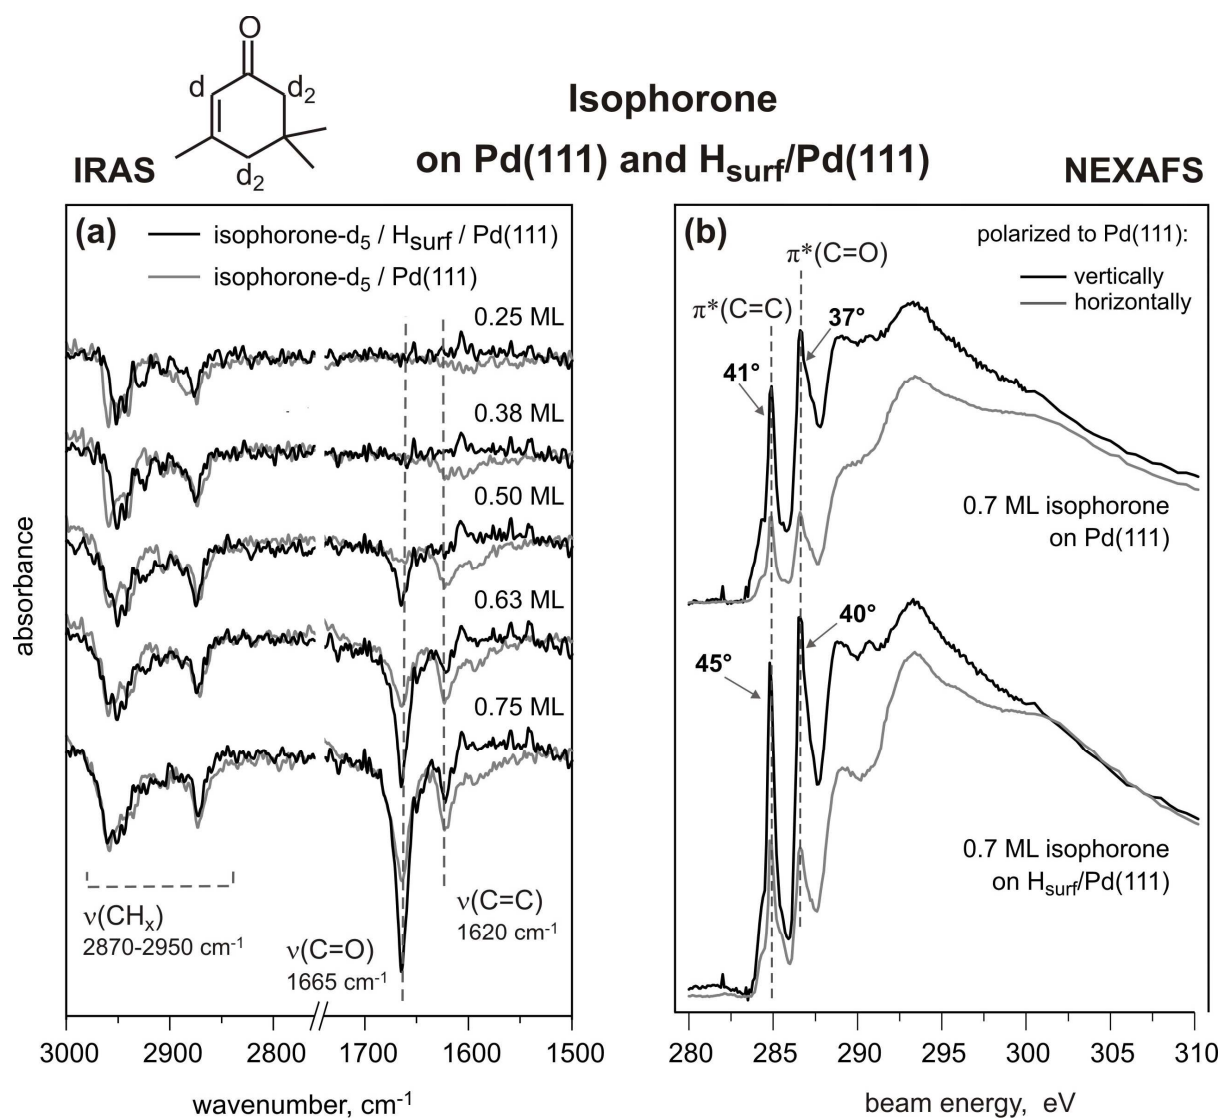 O
d
d₂
d₂
Isophorone
on Pd(111) and H_surf/Pd(111)
IRAS
NEXAFS
(a)
isophorone-d₅ / H_surf / Pd(111)
isophorone-d₅ / Pd(111)
0.25 ML
0.38 ML
0.50 ML
0.63 ML
0.75 ML
absorbance
ν(CHₓ)
2870-2950 cm⁻¹
ν(C=O)
1665 cm⁻¹
ν(C=C)
1620 cm⁻¹
3000 2900 2800 1700 1600 1500
wavenumber, cm⁻¹
(b)
polarized to Pd(111):
vertically
horizontally
π*(C=O)
π*(C=C)
37°
41°
0.7 ML isophorone
on Pd(111)
40°
45°
0.7 ML isophorone
on H_surf/Pd(111)
280 285 290 295 300 305 310
beam energy, eV